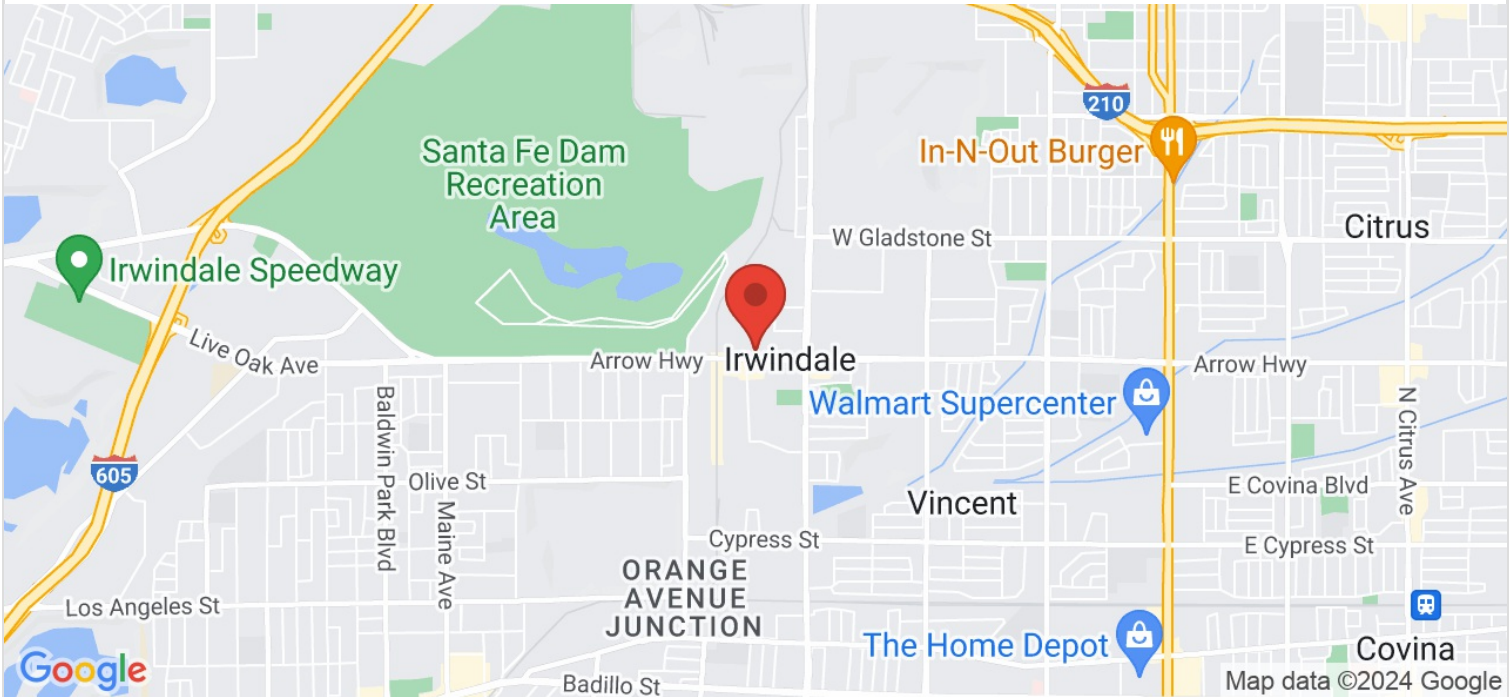 210
Santa Fe Dam
Recreation
Area
In-N-Out Burger
Citrus
W Gladstone St
Irwindale Speedway
Live Oak Ave
Arrow Hwy
Irwindale
Arrow Hwy
Walmart Supercenter
Baldwin Park Blvd
N Citrus Ave
605
Olive St
Maine Ave
Vincent
E Covina Blvd
Cypress St
E Cypress St
ORANGE
AVENUE
JUNCTION
Los Angeles St
The Home Depot
Covina
Google
Badillo St
Map data ©2024 Google